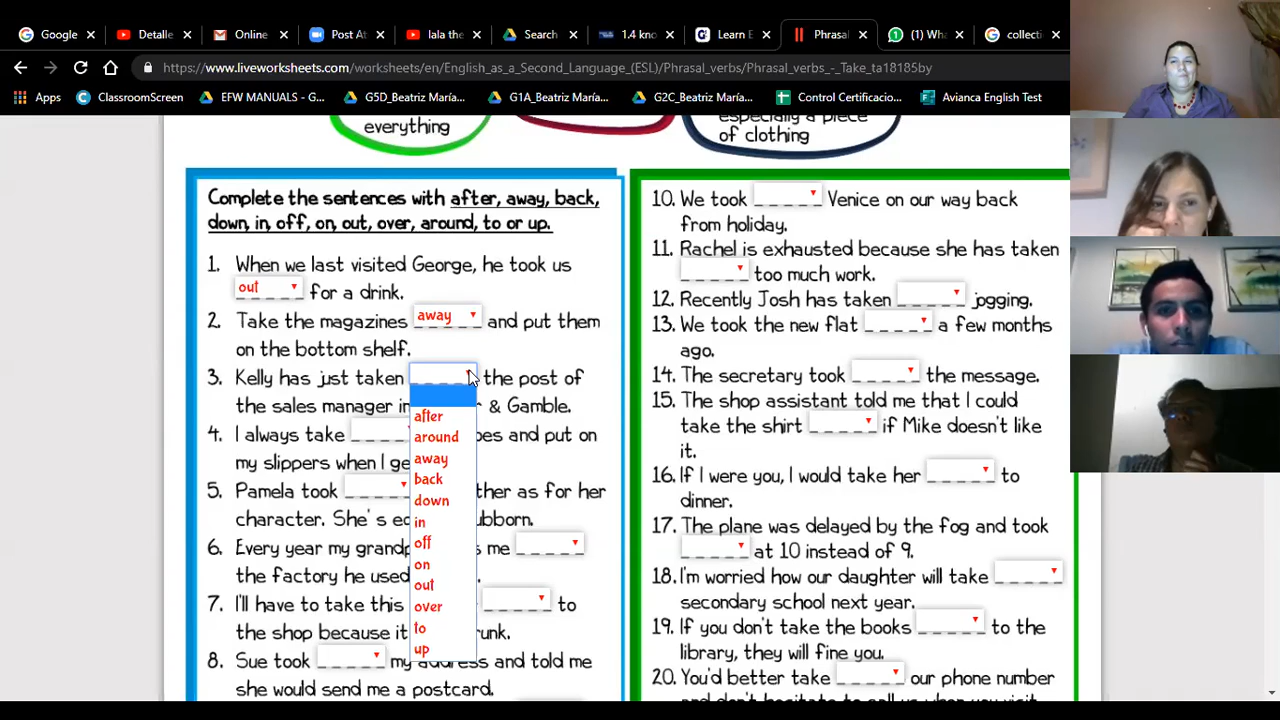 Google
Detalle
Online
Post At
lala the
Search
1.4 kno
Learn E
Phrasal
(1) Wha
collecti
https://www.liveworksheets.com/worksheets/en/English_as_a_Second_Language_(ESL)/Phrasal_verbs/Phrasal_verbs_-_Take_ta18185by
Apps
ClassroomScreen
EFW MANUALS - G...
G5D_Beatriz María...
G1A_Beatriz María...
G2C_Beatriz María...
Control Certificacio...
Avianca English Test
everything
especially a piece
of clothing
Complete the sentences with after, away, back,
down, in, off, on, out, over, around, to or up.
1. When we last visited George, he took us
out for a drink.
2. Take the magazines away and put them
on the bottom shelf.
3. Kelly has just taken the post of
the sales manager in & Gamble.
4. I always take es and put on
my slippers when I ge
5. Pamela took ther as for her
character. She's e ubborn.
6. Every year my grandp s me
the factory he used
7. I'll have to take this to
the shop because it runk.
8. Sue took my address and told me
she would send me a postcard.
after
around
away
back
down
in
off
on
out
over
to
up
10. We took Venice on our way back
from holiday.
11. Rachel is exhausted because she has taken
too much work.
12. Recently Josh has taken jogging.
13. We took the new flat a few months
ago.
14. The secretary took the message.
15. The shop assistant told me that I could
take the shirt if Mike doesn't like
it.
16. If I were you, I would take her to
dinner.
17. The plane was delayed by the fog and took
at 10 instead of 9.
18. I'm worried how our daughter will take
secondary school next year.
19. If you don't take the books to the
library, they will fine you.
20. You'd better take our phone number
and don't hesitate to call us when you visit